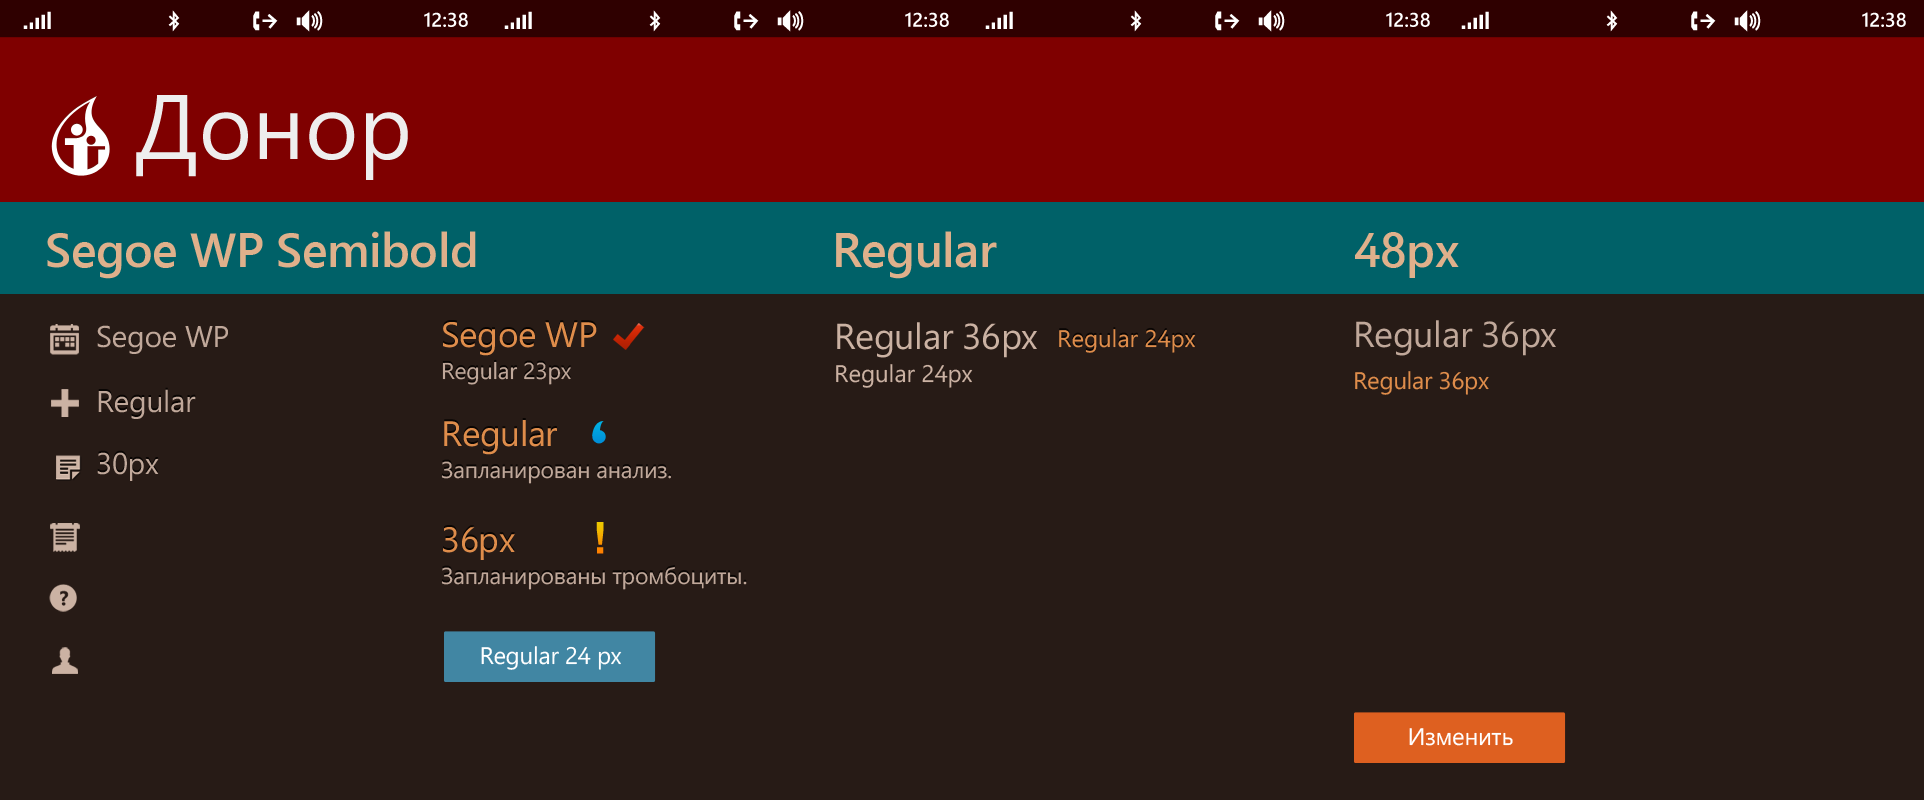 12:38 12:38 12:38 12:38
Донор
Segoe WP Semibold Regular 48px
Segoe WP
Regular
30px
Segoe WP
Regular 23px
Regular
Запланирован анализ.
36px
Запланированы тромбоциты.
Regular 24 px
Regular 36px Regular 24px
Regular 24px
Regular 36px
Regular 36px
Изменить